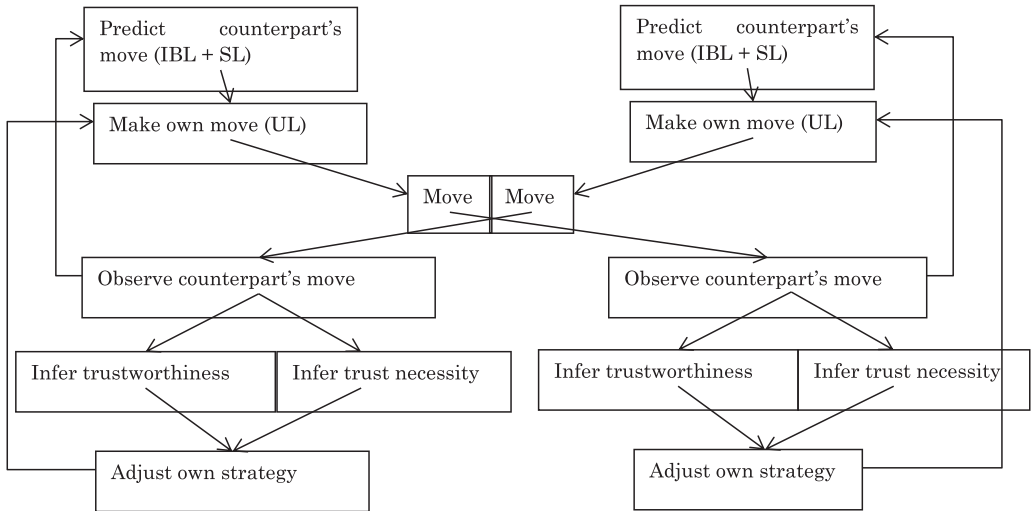 Predict counterpart's
move (IBL + SL)
Make own move (UL)
Predict counterpart's
move (IBL + SL)
Make own move (UL)
Move
Move
Observe counterpart's move
Observe counterpart's move
Infer trustworthiness
Infer trust necessity
Infer trustworthiness
Infer trust necessity
Adjust own strategy
Adjust own strategy